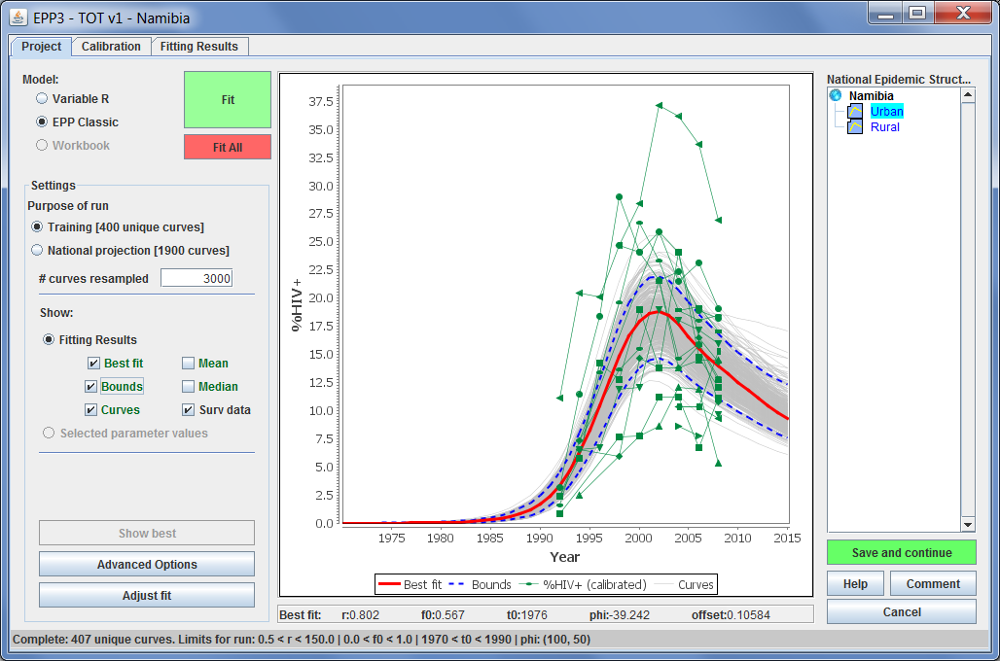 EPP3 - TOT v1 - Namibia
Project
Calibration
Fitting Results
Model:
Variable R
EPP Classic
Workbook
Fit
Fit All
Settings
Purpose of run
Training [400 unique curves]
National projection [1900 curves]
# curves resampled 3000
Show:
Fitting Results
Best fit
Mean
Bounds
Median
Curves
Surv data
Selected parameter values
Show best
Advanced Options
Adjust fit
%HIV+
37.5
35.0
32.5
30.0
27.5
25.0
22.5
20.0
17.5
15.0
12.5
10.0
7.5
5.0
2.5
0.0
1975 1980 1985 1990 1995 2000 2005 2010 2015
Year
Best fit Bounds %HIV+ (calibrated) Curves
Best fit: r:0.802 f0:0.567 t0:1976 phi:-39.242 offset:0.10584
National Epidemic Struct...
Namibia
Urban
Rural
Save and continue
Help
Comment
Cancel
Complete: 407 unique curves. Limits for run: 0.5 < r < 150.0 | 0.0 < f0 < 1.0 | 1970 < t0 < 1990 | phi: (100, 50)